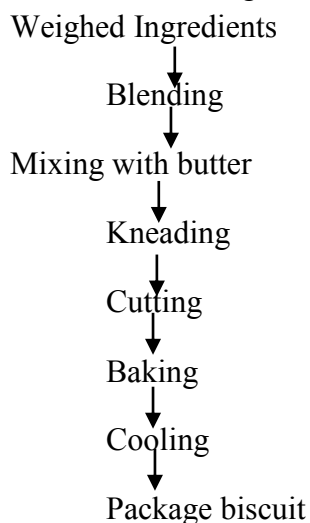 Weighed Ingredients
Blending
Mixing with butter
Kneading
Cutting
Baking
Cooling
Package biscuit